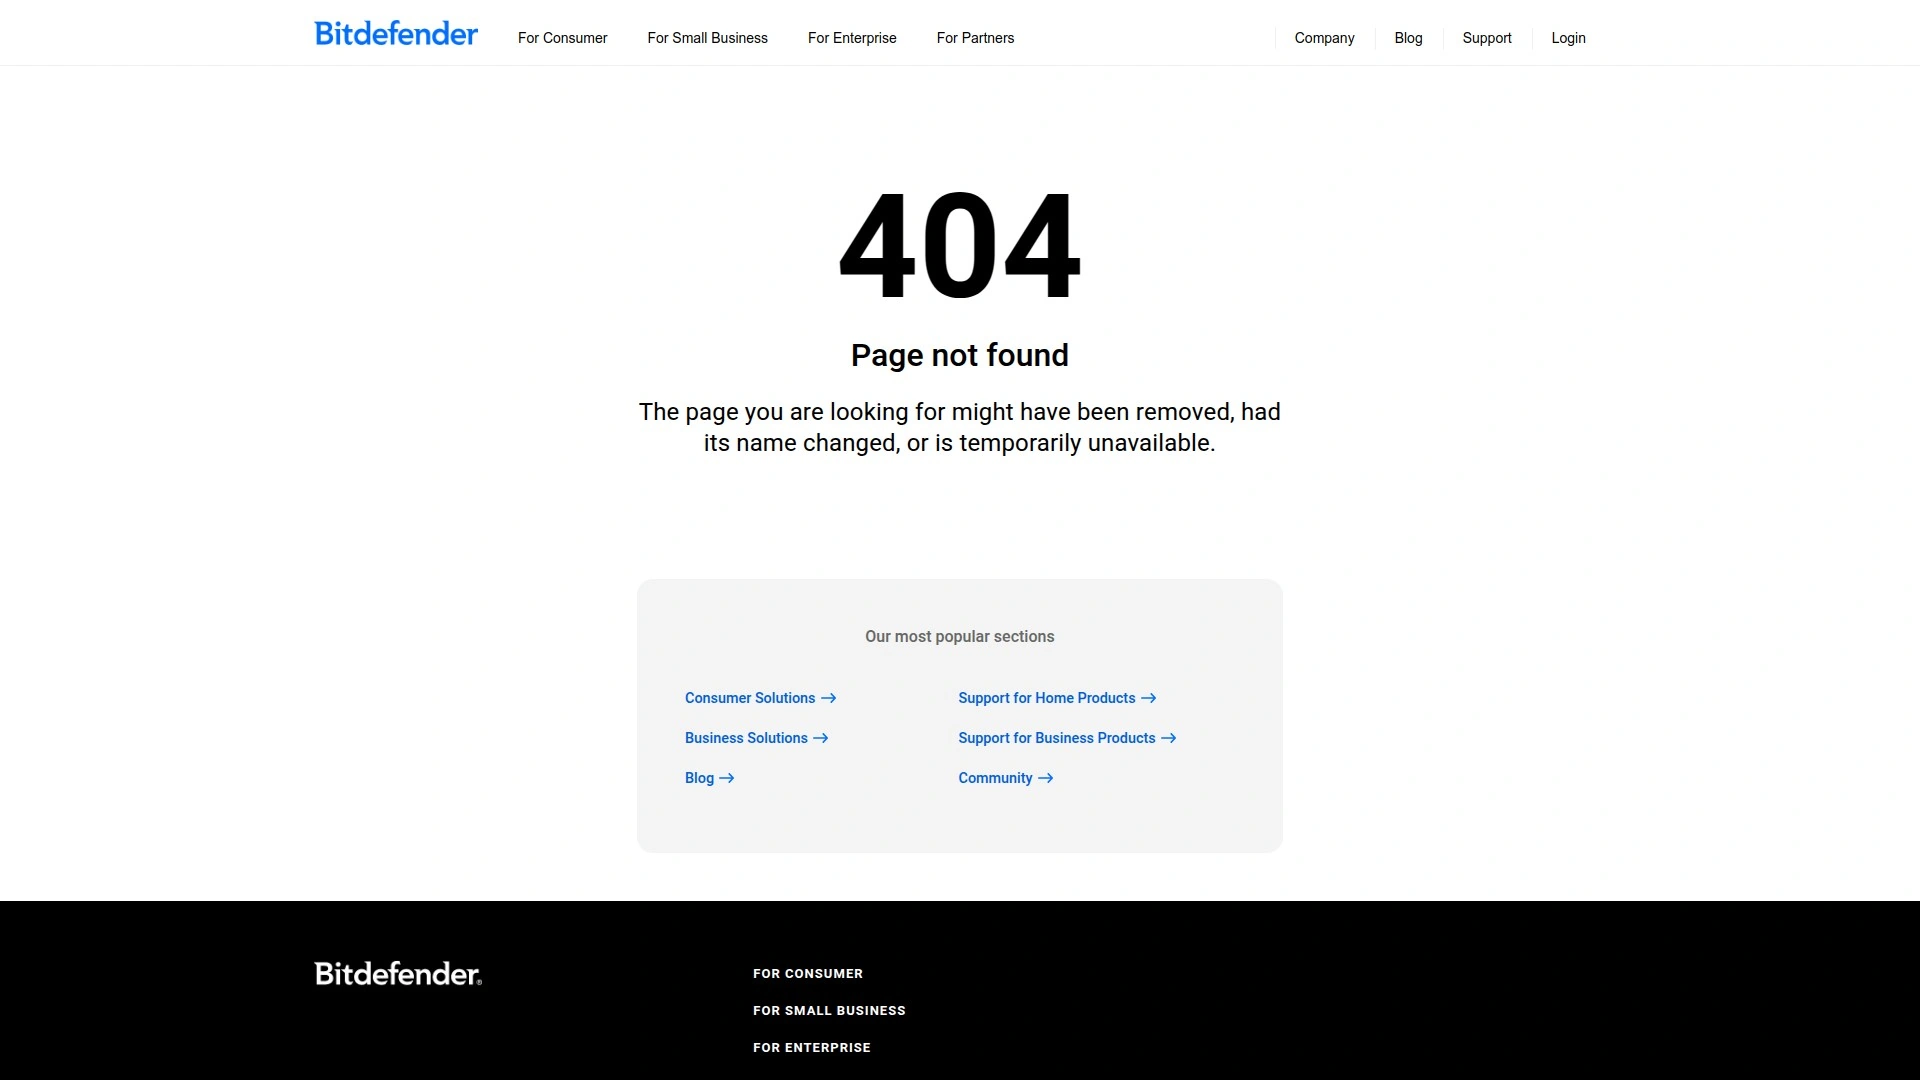 Bitdefender
For Consumer
For Small Business
For Enterprise
For Partners
Company
Blog
Support
Login
404
Page not found
The page you are looking for might have been removed, had
its name changed, or is temporarily unavailable.
Our most popular sections
Consumer Solutions →
Support for Home Products →
Business Solutions →
Support for Business Products →
Blog →
Community →
Bitdefender®
FOR CONSUMER
FOR SMALL BUSINESS
FOR ENTERPRISE